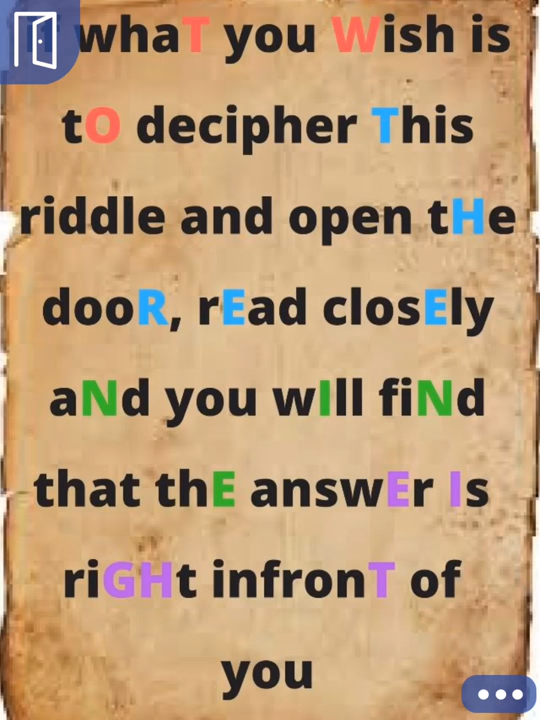 whaT you Wish is
tO decipher This
riddle and open tHe
dooR, rEad closEly
aNd you wIll fiNd
that thE answEr Is
riGHt infronT of
you